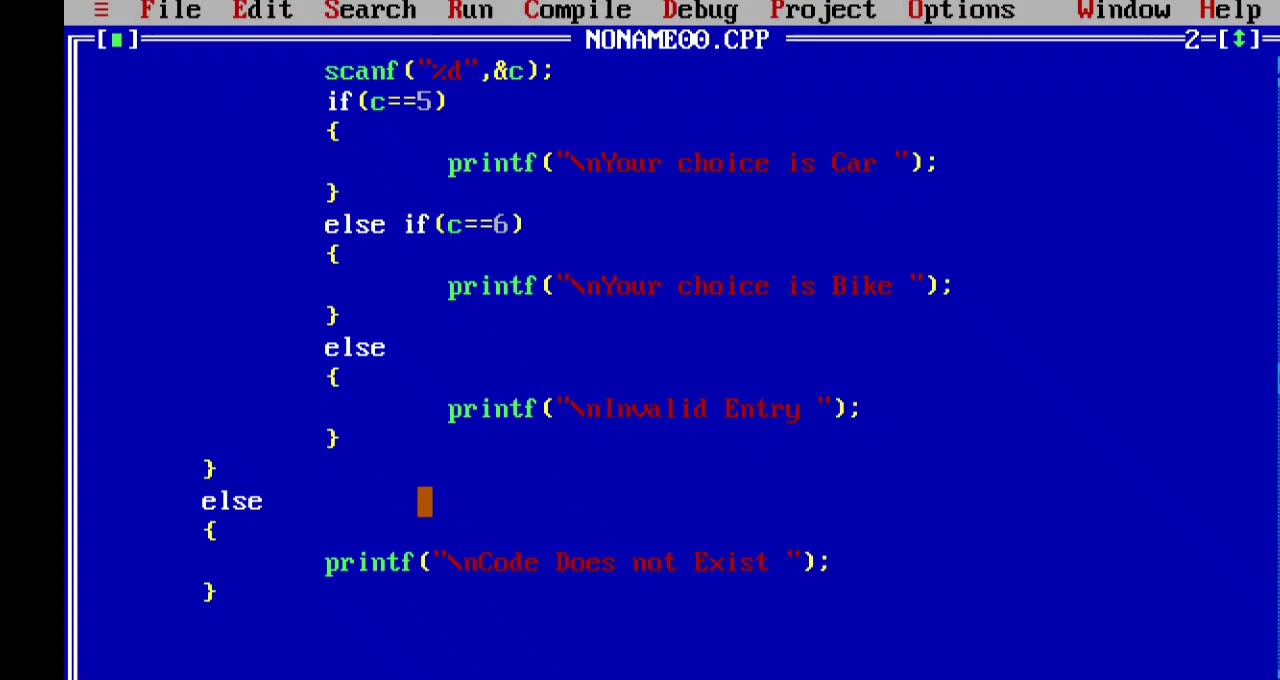 ≡ File Edit Search Run Compile Debug Project Options Window Help
[■] NONAME00.CPP 2=[↕]
scanf("%d",&c);
if(c==5)
{
printf("\nYour choice is Car ");
}
else if(c==6)
{
printf("\nYour choice is Bike ");
}
else
{
printf("\nInvalid Entry ");
}
}
else
{
printf("\nCode Does not Exist ");
}